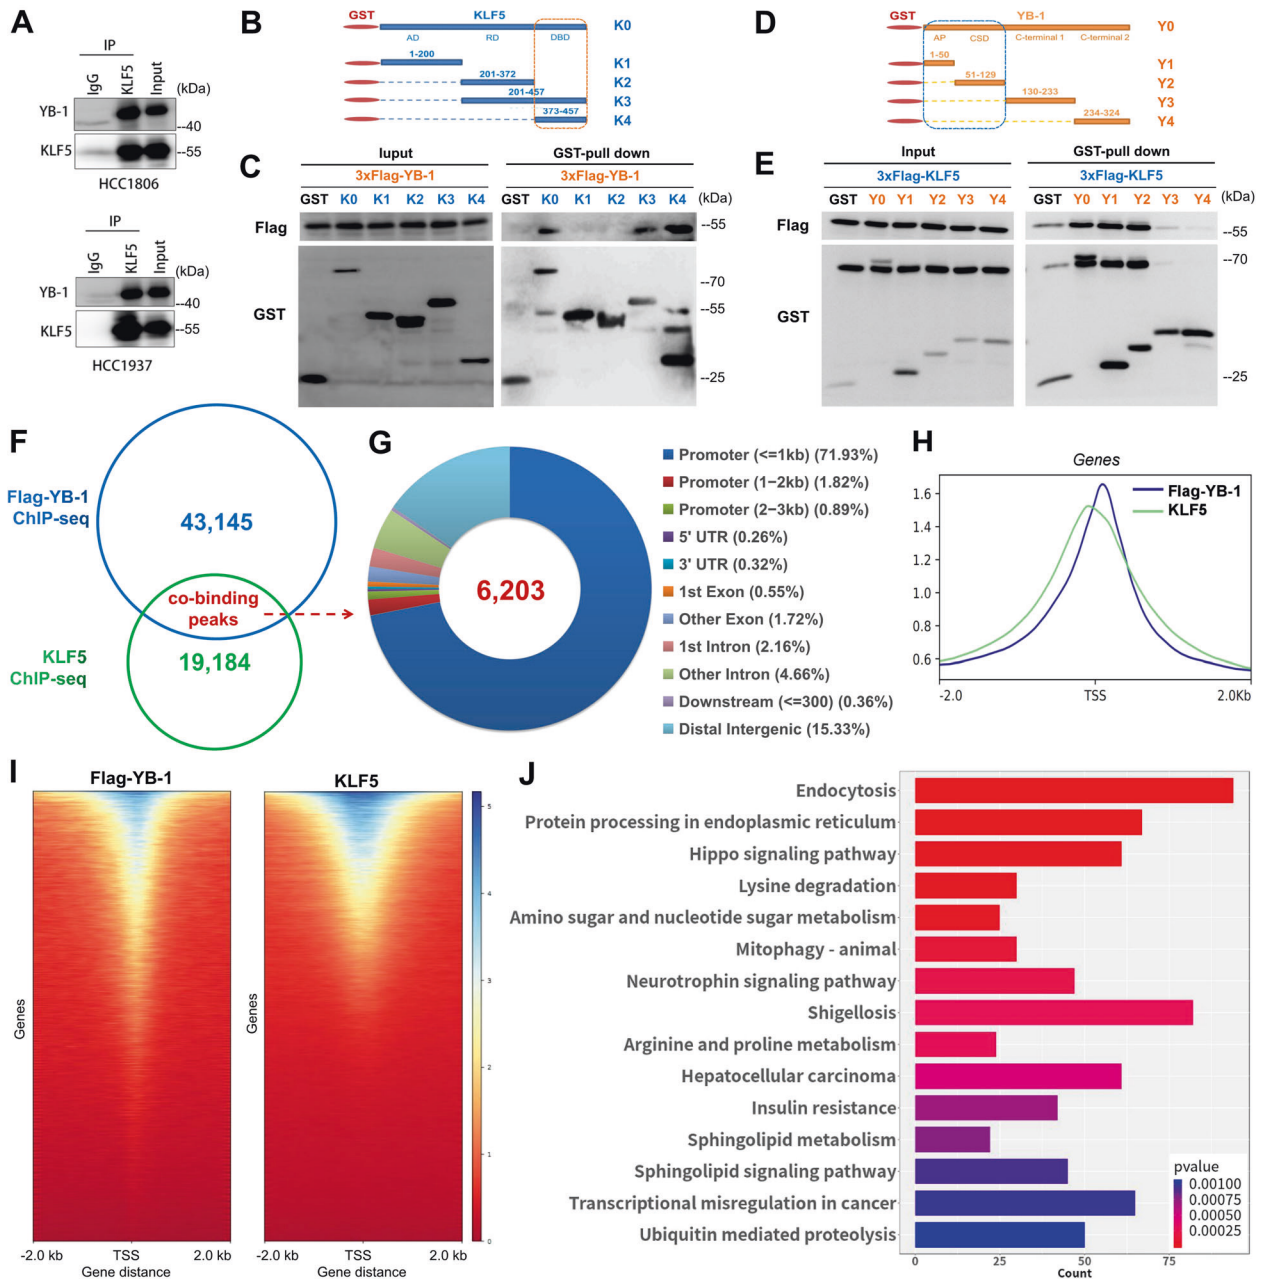 A
IP
IgG
KLF5
Input
(kDa)
YB-1
--40
KLF5
--55
HCC1806
IP
IgG
KLF5
Input
(kDa)
YB-1
--40
KLF5
--55
HCC1937
B
GST
KLF5
K0
AD
RD
DBD
1-200
K1
201-372
K2
201-457
K3
373-457
K4
C
Iuput
GST-pull down
3xFlag-YB-1
3xFlag-YB-1
GST K0 K1 K2 K3 K4
GST K0 K1 K2 K3 K4
(kDa)
Flag
--55
--70
--55
GST
--25
D
GST
YB-1
Y0
AP
CSD
C-terminal 1
C-terminal 2
1-50
Y1
51-129
Y2
130-233
Y3
234-324
Y4
E
Input
GST-pull down
3xFlag-KLF5
3xFlag-KLF5
GST Y0 Y1 Y2 Y3 Y4
GST Y0 Y1 Y2 Y3 Y4
(kDa)
Flag
--55
--70
GST
--25
F
Flag-YB-1
ChIP-seq
43,145
co-binding
peaks
KLF5
ChIP-seq
19,184
G
6,203
Promoter (<=1kb) (71.93%)
Promoter (1−2kb) (1.82%)
Promoter (2−3kb) (0.89%)
5' UTR (0.26%)
3' UTR (0.32%)
1st Exon (0.55%)
Other Exon (1.72%)
1st Intron (2.16%)
Other Intron (4.66%)
Downstream (<=300) (0.36%)
Distal Intergenic (15.33%)
H
Genes
Flag-YB-1
KLF5
1.6
1.4
1.2
1.0
0.8
0.6
-2.0
TSS
2.0Kb
I
Flag-YB-1
KLF5
Genes
Genes
5
4
3
2
1
0
-2.0 kb TSS 2.0 kb
-2.0 kb TSS 2.0 kb
Gene distance
Gene distance
J
Endocytosis
Protein processing in endoplasmic reticulum
Hippo signaling pathway
Lysine degradation
Amino sugar and nucleotide sugar metabolism
Mitophagy - animal
Neurotrophin signaling pathway
Shigellosis
Arginine and proline metabolism
Hepatocellular carcinoma
Insulin resistance
Sphingolipid metabolism
Sphingolipid signaling pathway
Transcriptional misregulation in cancer
Ubiquitin mediated proteolysis
pvalue
0.00100
0.00075
0.00050
0.00025
0
25
50
75
Count